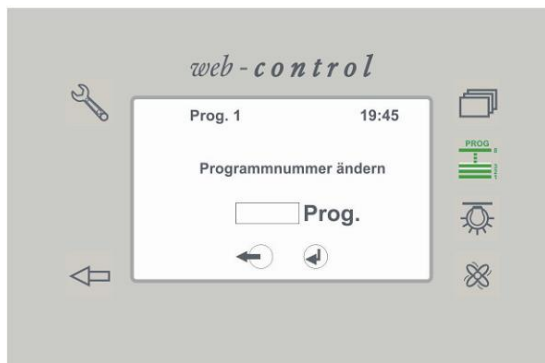 web-control
Prog. 1 19:45
PROG
Programmnummer ändern
Prog.